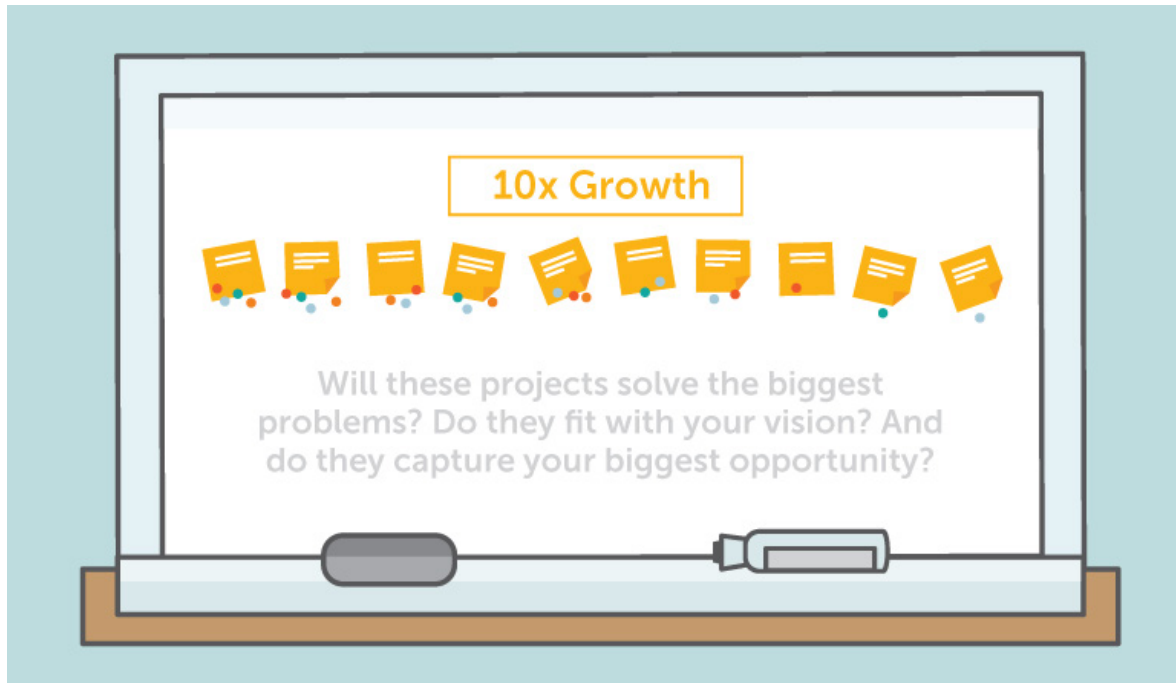 10x Growth
Will these projects solve the biggest
problems? Do they fit with your vision? And
do they capture your biggest opportunity?